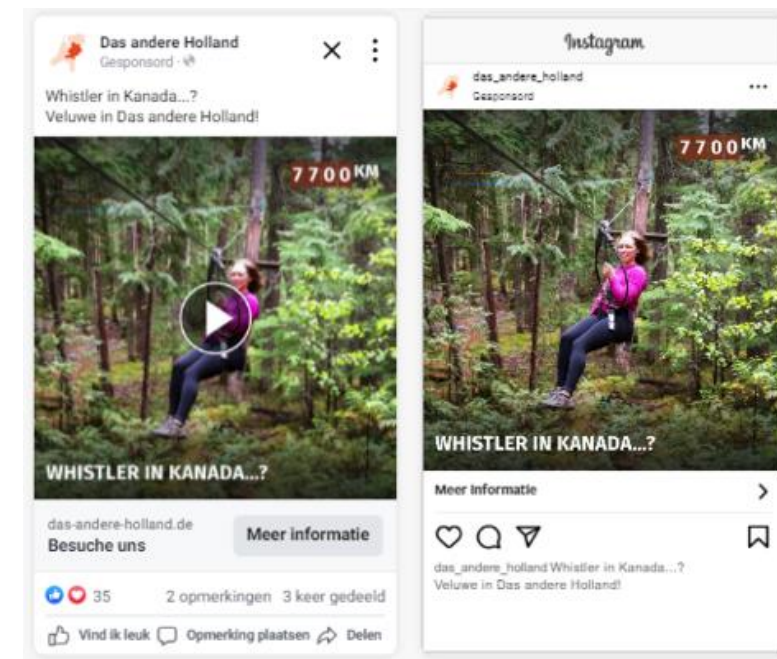 Das andere Holland
Gesponsord
Whistler in Kanada...?
Veluwe in Das andere Holland!
7700KM
WHISTLER IN KANADA...?
das-andere-holland.de
Besuche uns
Meer informatie
35
2 opmerkingen 3 keer gedeeld
Vind ik leuk Opmerking plaatsen Delen
Instagram
das_andere_holland
Gesponsord
7700KM
WHISTLER IN KANADA...?
Meer Informatie
das_andere_holland Whistler in Kanada...?
Veluwe in Das andere Holland!